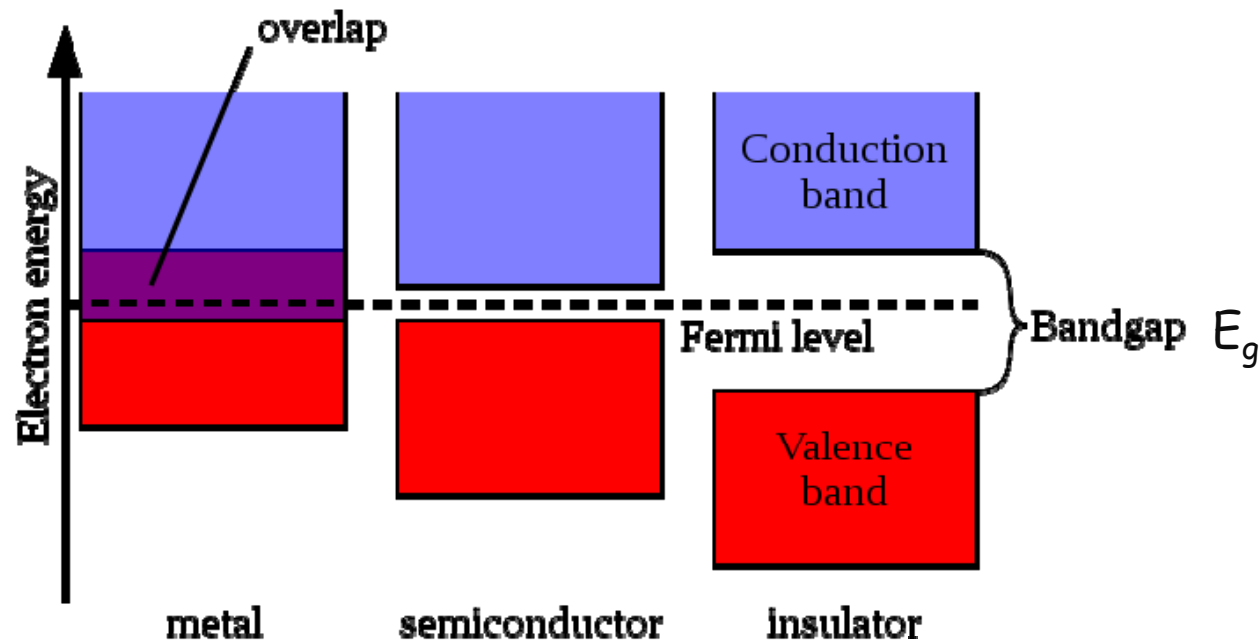 overlap
Electron energy
Conduction
band
Fermi level
Bandgap E_g
Valence
band
metal semiconductor insulator